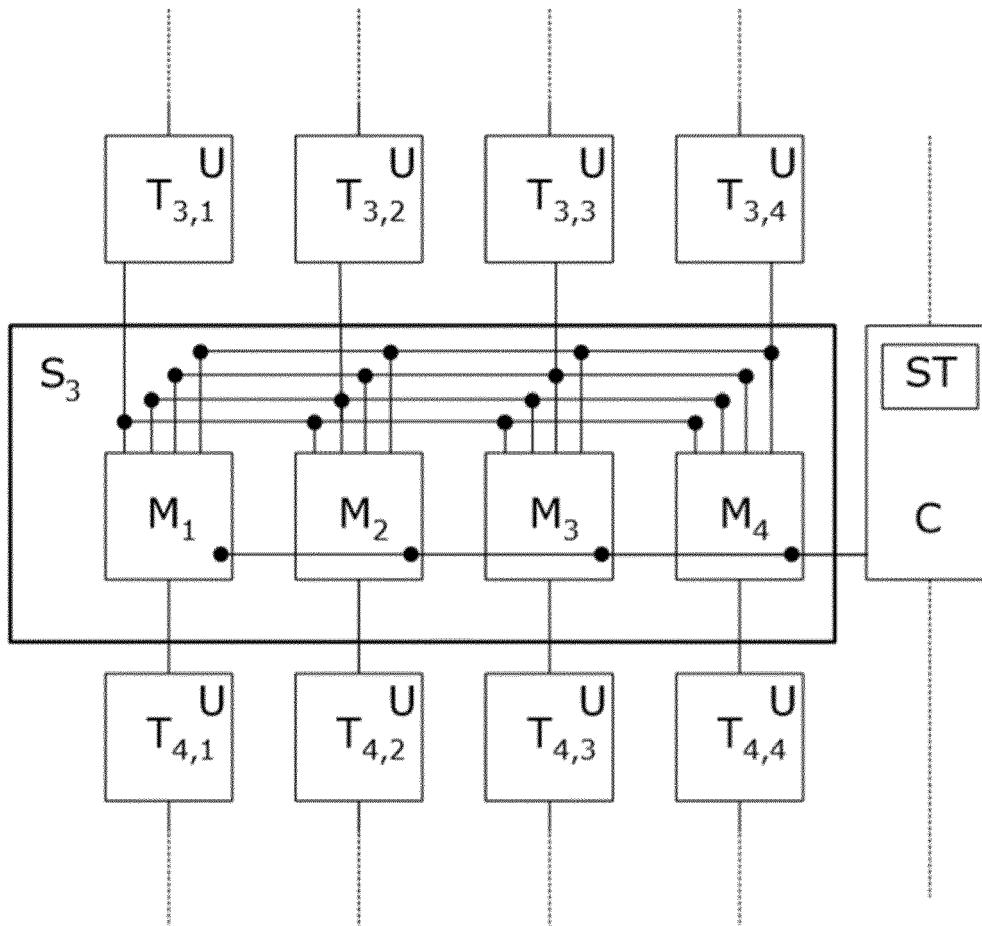 U U U U
T3,1 T3,2 T3,3 T3,4
S3 ST
M1 M2 M3 M4 C
U U U U
T4,1 T4,2 T4,3 T4,4